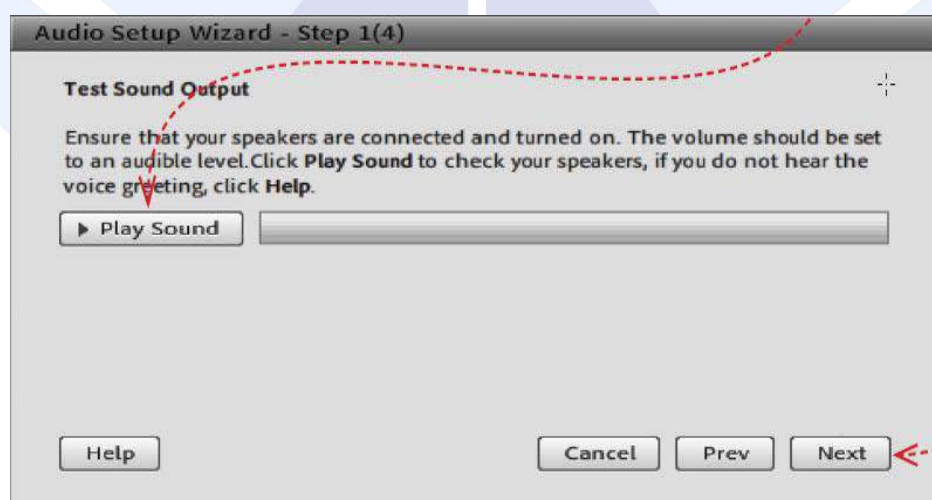 Audio Setup Wizard - Step 1(4)
Test Sound Output
Ensure that your speakers are connected and turned on. The volume should be set
to an audible level.Click Play Sound to check your speakers, if you do not hear the
voice greeting, click Help.
Play Sound
Help Cancel Prev Next